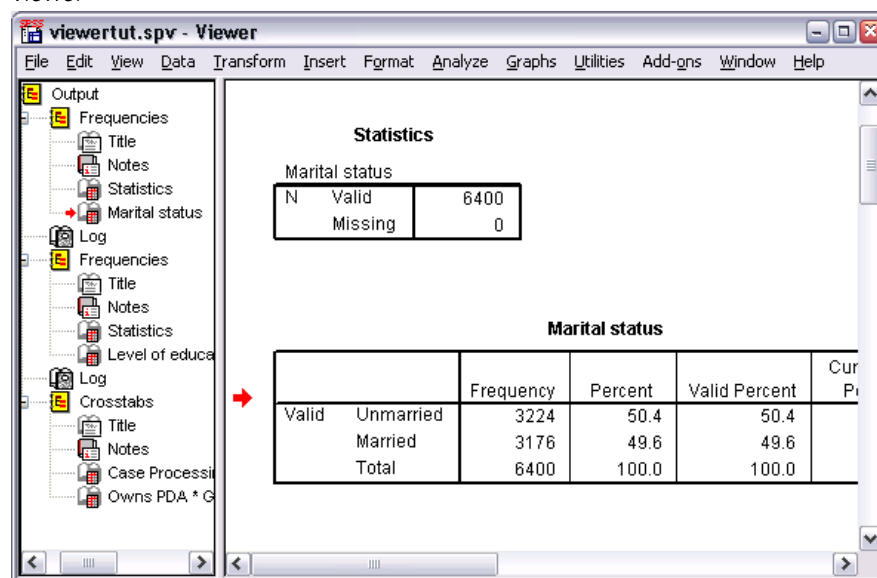 viewertut.spv - Viewer
File Edit View Data Transform Insert Format Analyze Graphs Utilities Add-ons Window Help
Output
Frequencies
Title
Notes
Statistics
Marital status
Log
Frequencies
Title
Notes
Statistics
Level of educa
Log
Crosstabs
Title
Notes
Case Processi
Owns PDA * G
Statistics
Marital status
N Valid 6400
Missing 0
Marital status
Frequency Percent Valid Percent
Valid Unmarried 3224 50.4 50.4
Married 3176 49.6 49.6
Total 6400 100.0 100.0